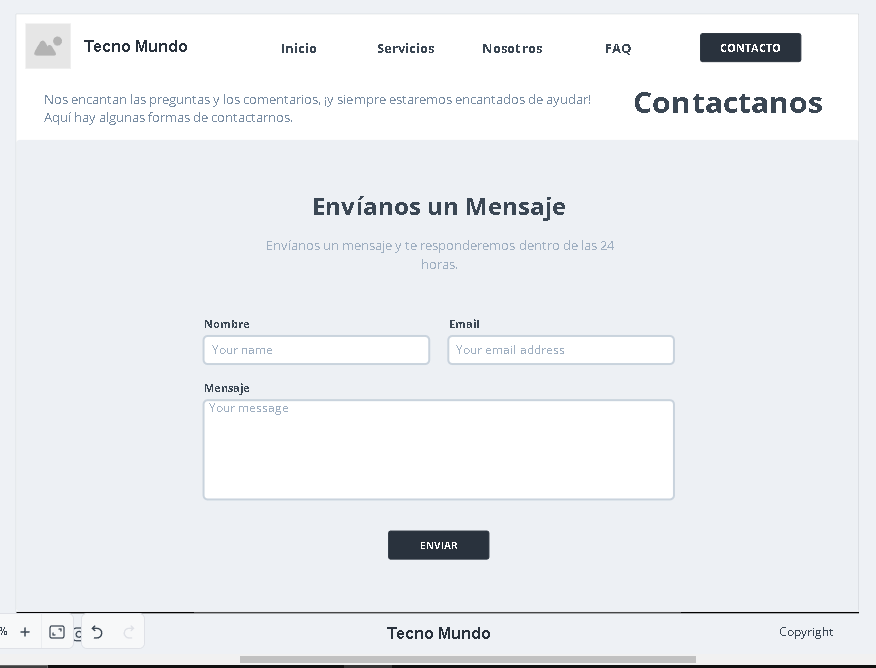 Tecno Mundo
Inicio
Servicios
Nosotros
FAQ
CONTACTO
Nos encantan las preguntas y los comentarios, ¡y siempre estaremos encantados de ayudar!
Aquí hay algunas formas de contactarnos.
Contactanos
Envíanos un Mensaje
Envíanos un mensaje y te responderemos dentro de las 24
horas.
Nombre
Email
Your name
Your email address
Mensaje
Your message
ENVIAR
%
Tecno Mundo
Copyright